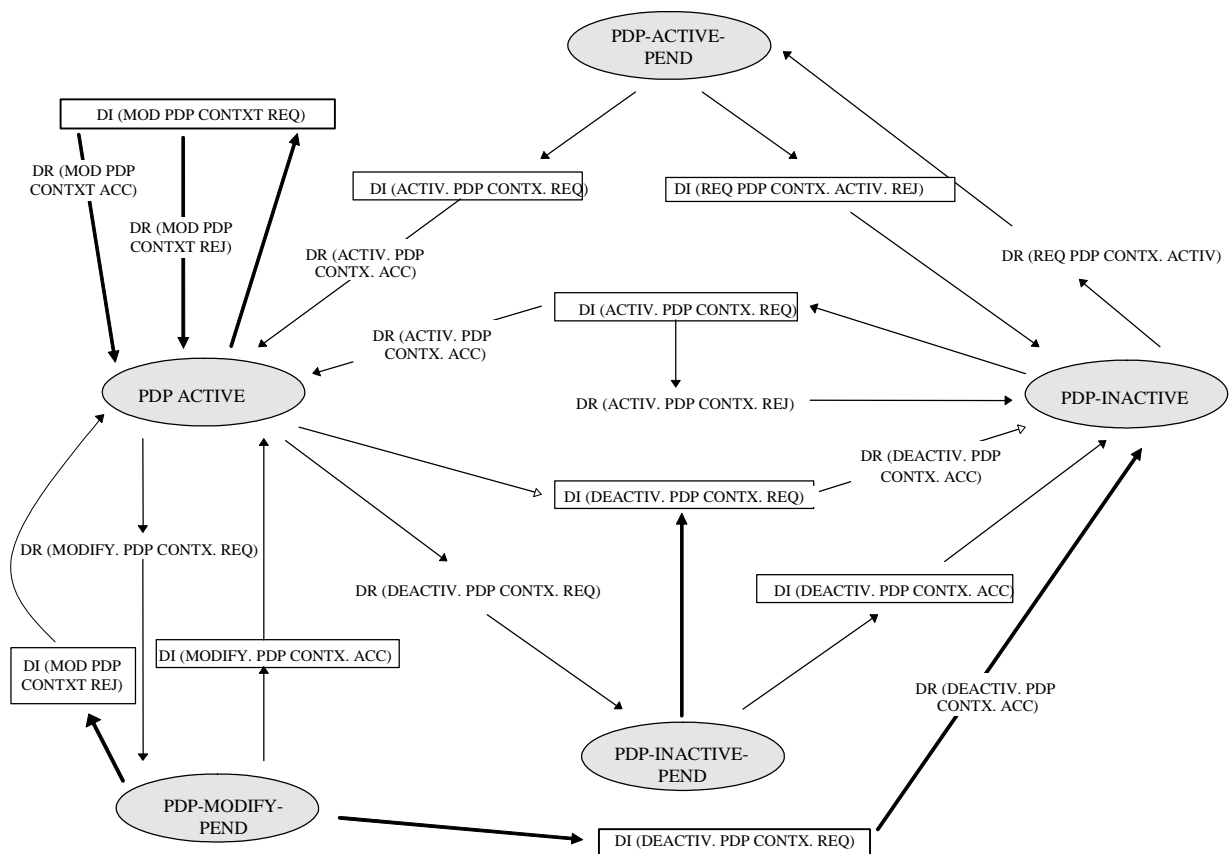 PDP-ACTIVE-
PEND
DI (MOD PDP CONTXT REQ)
DR (MOD PDP
CONTXT ACC)
DI (ACTIV. PDP CONTX. REQ)
DI (REQ PDP CONTX. ACTIV. REJ)
DR (MOD PDP
CONTXT REJ)
DR (ACTIV. PDP
CONTX. ACC)
DR (REQ PDP CONTX. ACTIV)
DI (ACTIV. PDP CONTX. REQ)
DR (ACTIV. PDP
CONTX. ACC)
PDP ACTIVE
DR (ACTIV. PDP CONTX. REJ)
PDP-INACTIVE
DR (DEACTIV. PDP
CONTX. ACC)
DI (DEACTIV. PDP CONTX. REQ)
DR (MODIFY. PDP CONTX. REQ)
DR (DEACTIV. PDP CONTX. REQ)
DI (DEACTIV. PDP CONTX. ACC)
DI (MOD PDP
CONTXT REJ)
DI (MODIFY. PDP CONTX. ACC)
DR (DEACTIV. PDP
CONTX. ACC)
PDP-INACTIVE-
PEND
PDP-MODIFY-
PEND
DI (DEACTIV. PDP CONTX. REQ)